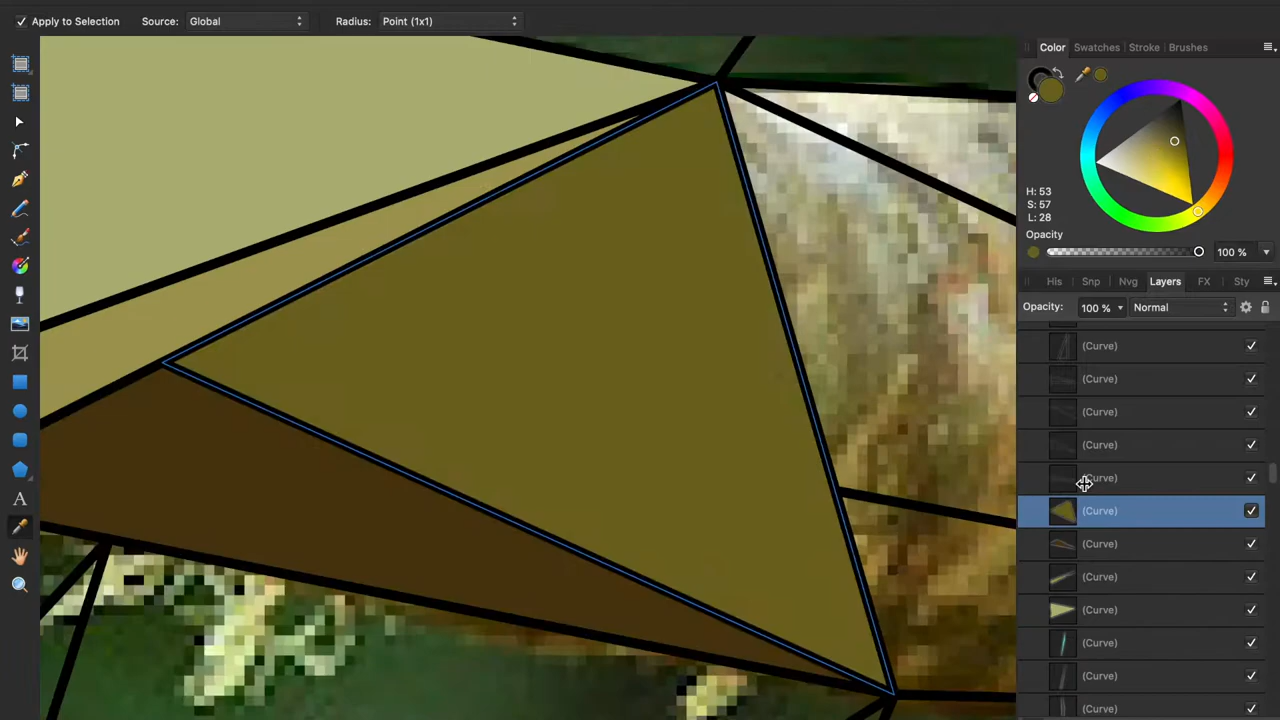 Apply to Selection Source: Global Radius: Point (1x1)
Color Swatches Stroke Brushes
H: 53
S: 57
L: 28
Opacity
100 %
His Snp Nvg Layers FX Sty
Opacity: 100 % Normal
(Curve)
(Curve)
(Curve)
(Curve)
(Curve)
(Curve)
(Curve)
(Curve)
(Curve)
(Curve)
(Curve)
(Curve)